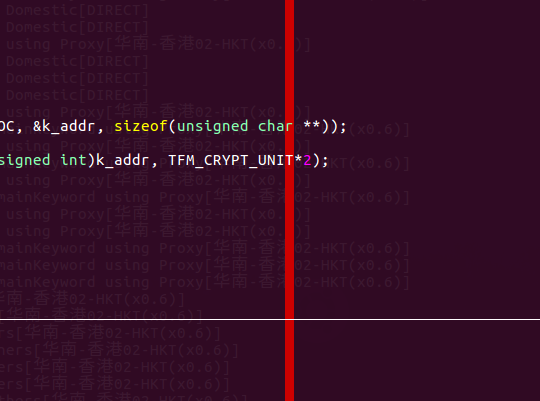 Domestic[DIRECT]
Domestic[DIRECT]
using Proxy[华南-香港02-HKT(x0.6)]
Domestic[DIRECT]
Domestic[DIRECT]
Domestic[DIRECT]
using Proxy[华南-香港02-HKT(x0.6)]
OC, &k_addr, sizeof(unsigned char **));
signed int)k_addr, TFM_CRYPT_UNIT*2);
mainKeyword using Proxy[华南-香港02-HKT(x0.6)]
using Proxy[华南-香港02-HKT(x0.6)]
using Proxy[华南-香港02-HKT(x0.6)]
mainKeyword using Proxy[华南-香港02-HKT(x0.6)]
mainKeyword using Proxy[华南-香港02-HKT(x0.6)]
mainKeyword using Proxy[华南-香港02-HKT(x0.6)]
华南-香港02-HKT(x0.6)]
[华南-香港02-HKT(x0.6)]
ers[华南-香港02-HKT(x0.6)]
hers[华南-香港02-HKT(x0.6)]
ers[华南-香港02-HKT(x0.6)]
ers[华南-香港02-HKT(x0.6)]